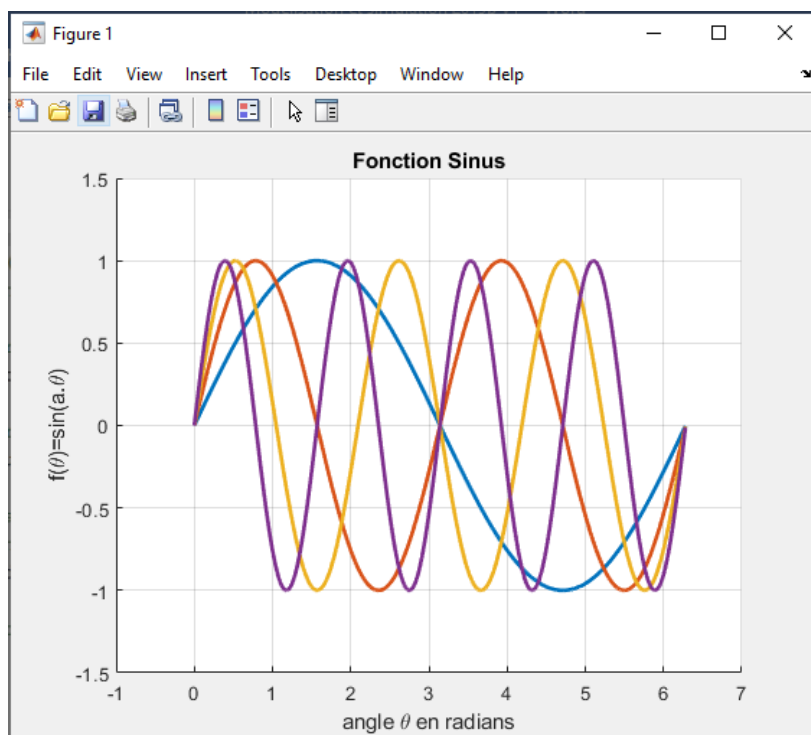 Figure 1
File Edit View Insert Tools Desktop Window Help
Fonction Sinus
1.5
1
0.5
0
-0.5
-1
-1.5
f(θ)=sin(a.θ)
-1 0 1 2 3 4 5 6 7
angle θ en radians